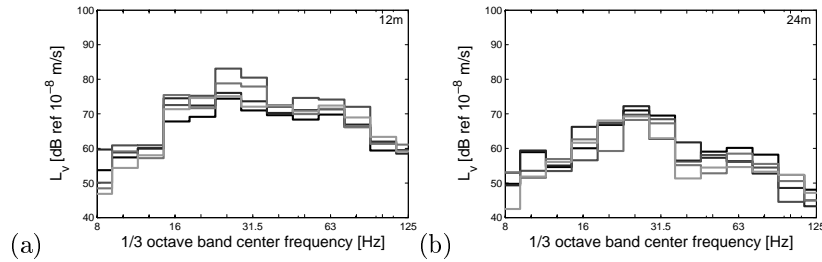 12m
100
90
80
70
60
50
40
L_v [dB ref 10^-8 m/s]
8 16 31.5 63 125
1/3 octave band center frequency [Hz]
(a)
24m
100
90
80
70
60
50
40
L_v [dB ref 10^-8 m/s]
8 16 31.5 63 125
1/3 octave band center frequency [Hz]
(b)